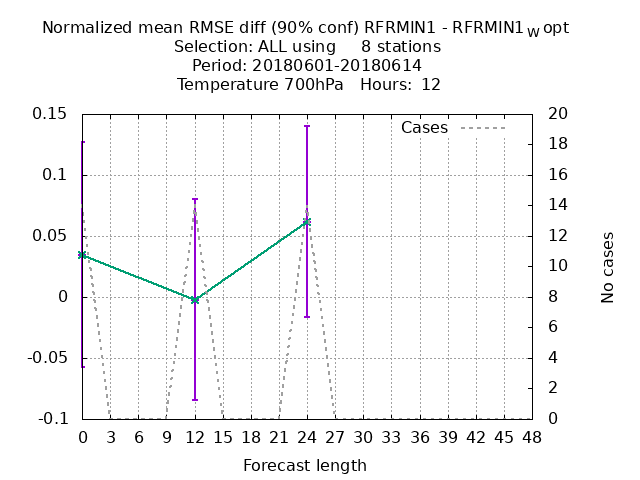 Normalized mean RMSE diff (90% conf) RFRMIN1 - RFRMIN1Wopt
Selection: ALL using 8 stations
Period: 20180601-20180614
Temperature 700hPa Hours: 12
0.15
0.1
0.05
0
-0.05
-0.1
Cases
20
18
16
14
12
10
8
6
4
2
0
No cases
0 3 6 9 12 15 18 21 24 27 30 33 36 39 42 45 48
Forecast length